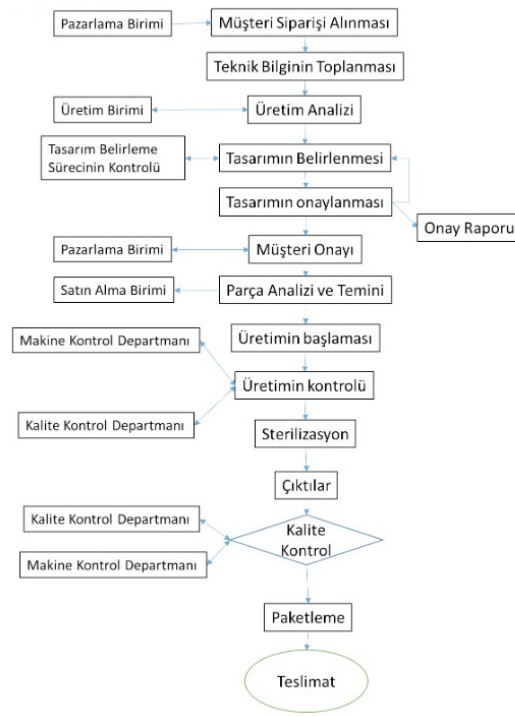 Pazarlama Birimi
Müşteri Siparişi Alınması
Teknik Bilginin Toplanması
Üretim Birimi
Üretim Analizi
Tasarım Belirleme
Sürecinin Kontrolü
Tasarımın Belirlenmesi
Tasarımın onaylanması
Onay Raporu
Pazarlama Birimi
Müşteri Onayı
Satın Alma Birimi
Parça Analizi ve Temini
Üretimin başlaması
Makine Kontrol Departmanı
Üretimin kontrolü
Kalite Kontrol Departmanı
Sterilizasyon
Çıktılar
Kalite Kontrol Departmanı
Kalite
Kontrol
Makine Kontrol Departmanı
Paketleme
Teslimat